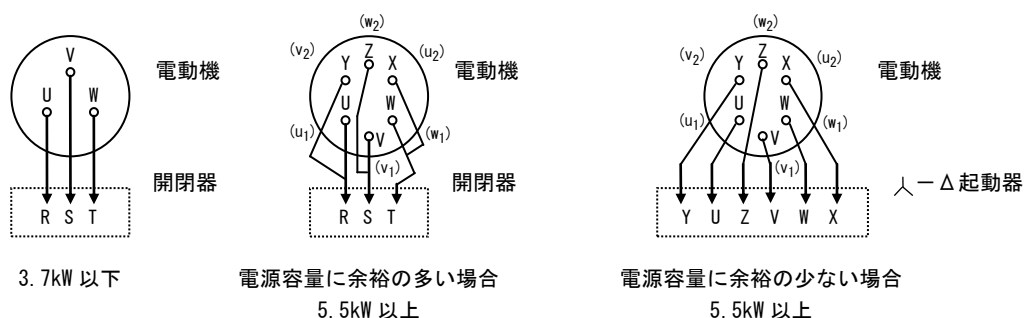 (w2)
(w2)
(v2)
(u2)
(v2)
(u2)
V
電動機
Y
Z
X
電動機
Y
Z
X
電動機
U
W
U
W
U
W
(u1)
V
(w1)
(u1)
V
(w1)
(v1)
(v1)
開閉器
開閉器
人-Δ起動器
R S T
R S T
Y U Z V W X
3.7kW 以下
電源容量に余裕の多い場合
5.5kW 以上
電源容量に余裕の少ない場合
5.5kW 以上